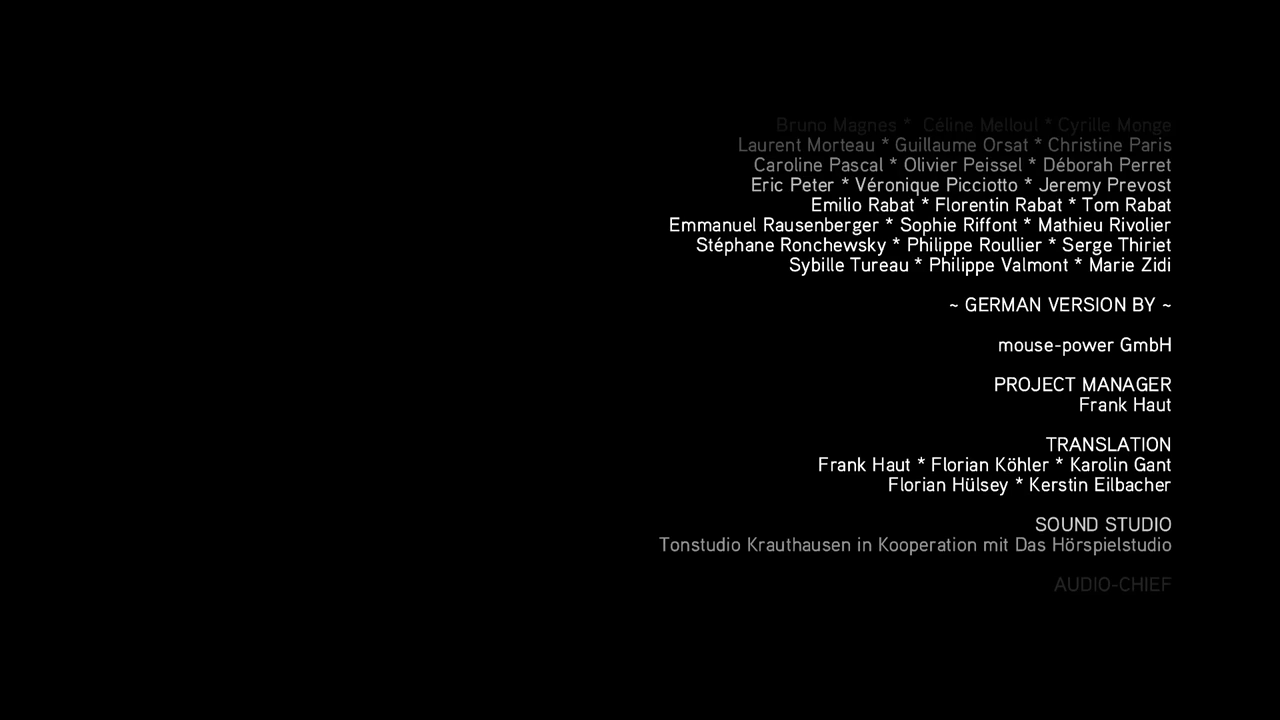 Bruno Magnes * Céline Melloul * Cyrille Monge
Laurent Morteau * Guillaume Orsat * Christine Paris
Caroline Pascal * Olivier Peissel * Déborah Perret
Eric Peter * Véronique Picciotto * Jeremy Prevost
Emilio Rabat * Florentin Rabat * Tom Rabat
Emmanuel Rausenberger * Sophie Riffont * Mathieu Rivolier
Stéphane Ronchewsky * Philippe Roullier * Serge Thiriet
Sybille Tureau * Philippe Valmont * Marie Zidi
~ GERMAN VERSION BY ~
mouse-power GmbH
PROJECT MANAGER
Frank Haut
TRANSLATION
Frank Haut * Florian Köhler * Karolin Gant
Florian Hülsey * Kerstin Eilbacher
SOUND STUDIO
Tonstudio Krauthausen in Kooperation mit Das Hörspielstudio
AUDIO-CHIEF